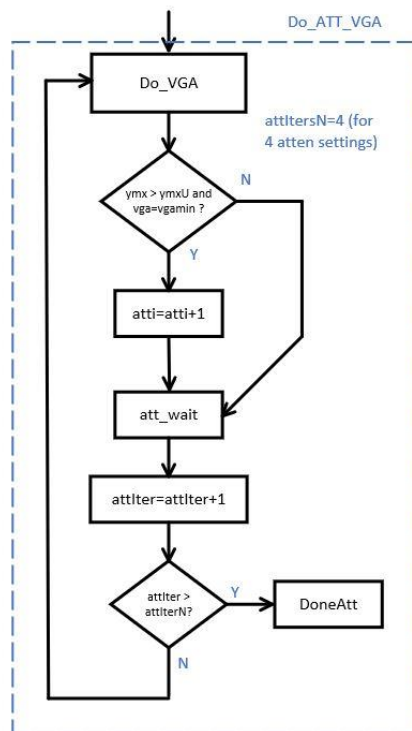 Do_ATT_VGA
Do_VGA
attItersN=4 (for
4 atten settings)
ymx > ymxU and
vga=vgamin ?
N
Y
atti=atti+1
att_wait
attIter=attIter+1
attIter >
attIterN?
Y
DoneAtt
N